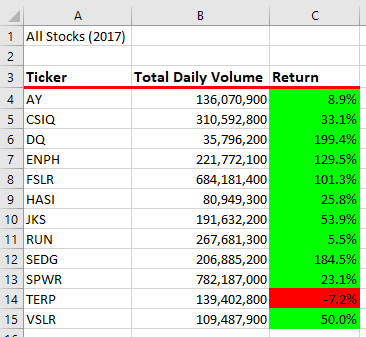 A B C
1 All Stocks (2017)
2
3 Ticker Total Daily Volume Return
4 AY 136,070,900 8.9%
5 CSIQ 310,592,800 33.1%
6 DQ 35,796,200 199.4%
7 ENPH 221,772,100 129.5%
8 FSLR 684,181,400 101.3%
9 HASI 80,949,300 25.8%
10 JKS 191,632,200 53.9%
11 RUN 267,681,300 5.5%
12 SEDG 206,885,200 184.5%
13 SPWR 782,187,000 23.1%
14 TERP 139,402,800 -7.2%
15 VSLR 109,487,900 50.0%